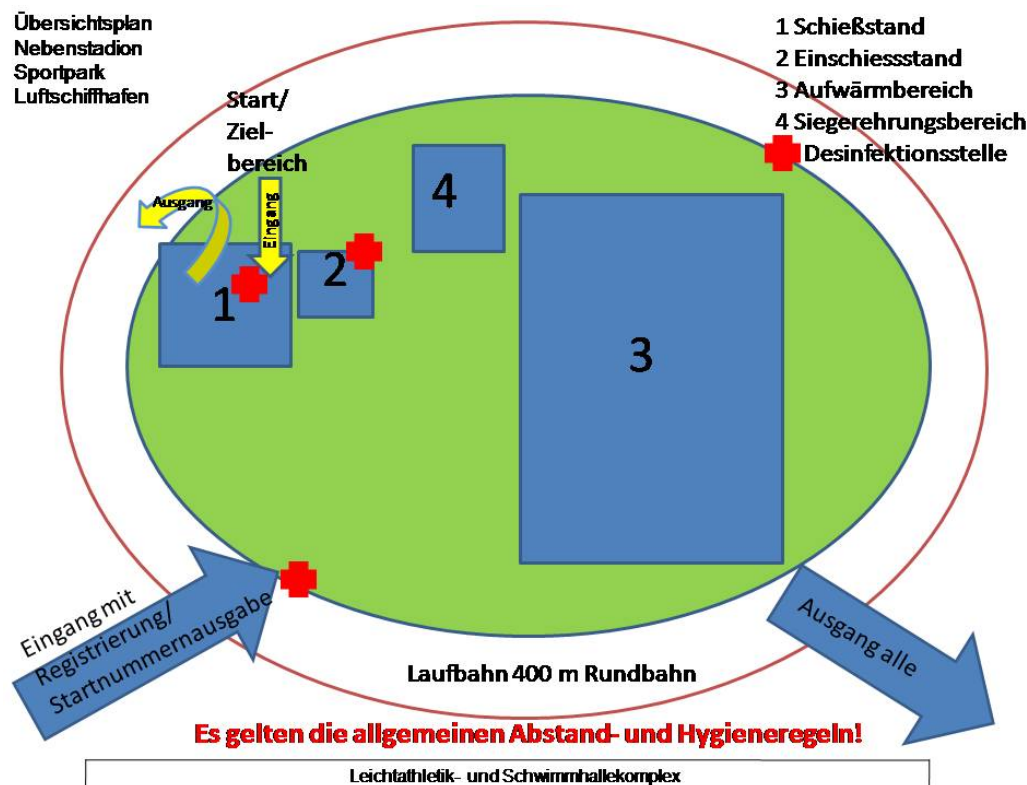 Übersichtsplan
Nebenstadion
Sportpark
Luftschiffhafen
1 Schießstand
2 Einschiessstand
3 Aufwärmbereich
4 Siegerehrungsbereich
Desinfektionsstelle
Start/
Ziel-
bereich
Ausgang
Eingang
4
1
2
3
Eingang mit
Registrierung/
Startnummernausgabe
Ausgang alle
Laufbahn 400 m Rundbahn
Es gelten die allgemeinen Abstand- und Hygieneregeln!
Leichtathletik- und Schwimmhallekomplex